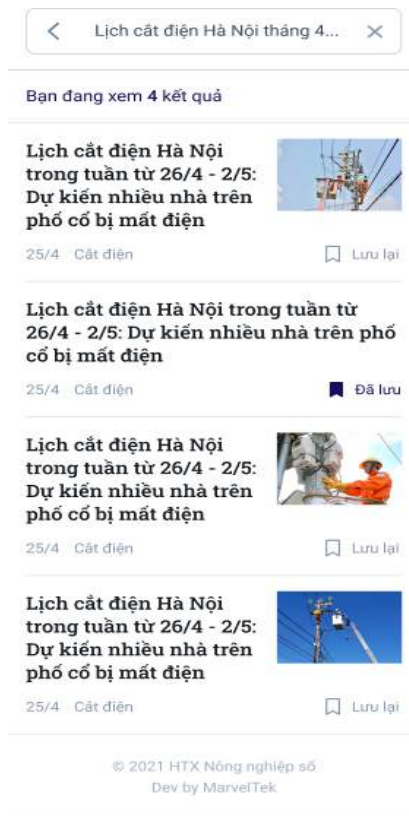 Lịch cắt điện Hà Nội tháng 4...
Bạn đang xem 4 kết quả
Lịch cắt điện Hà Nội
trong tuần từ 26/4 - 2/5:
Dự kiến nhiều nhà trên
phố cổ bị mất điện
25/4 Cắt điện Lưu lại
Lịch cắt điện Hà Nội trong tuần từ
26/4 - 2/5: Dự kiến nhiều nhà trên phố
cổ bị mất điện
25/4 Cắt điện Đã lưu
Lịch cắt điện Hà Nội
trong tuần từ 26/4 - 2/5:
Dự kiến nhiều nhà trên
phố cổ bị mất điện
25/4 Cắt điện Lưu lại
Lịch cắt điện Hà Nội
trong tuần từ 26/4 - 2/5:
Dự kiến nhiều nhà trên
phố cổ bị mất điện
25/4 Cắt điện Lưu lại
© 2021 HTX Nông nghiệp số
Dev by MarvelTek